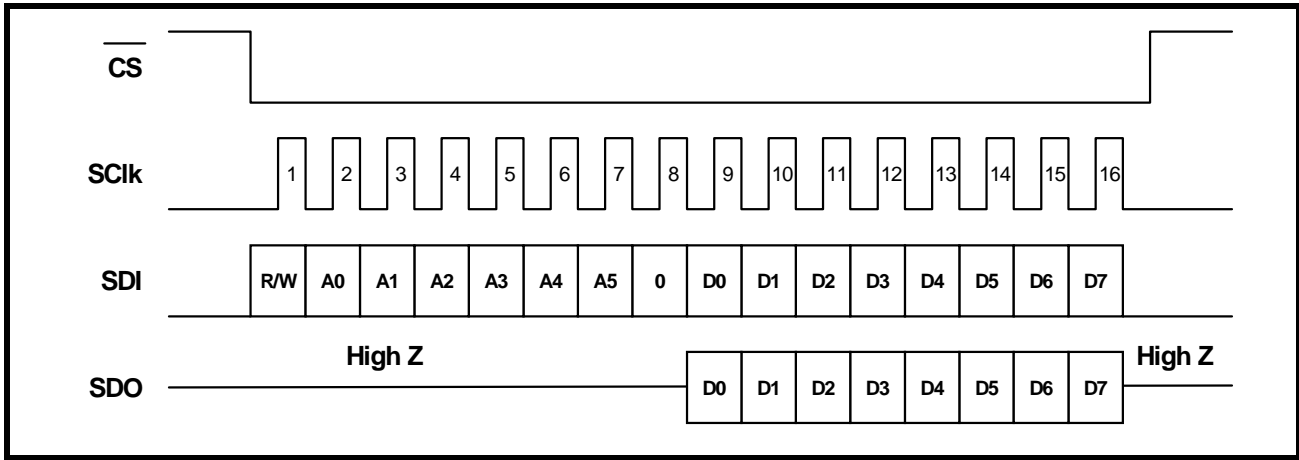 CS
SClk 1 2 3 4 5 6 7 8 9 10 11 12 13 14 15 16
SDI R/W A0 A1 A2 A3 A4 A5 0 D0 D1 D2 D3 D4 D5 D6 D7
High Z High Z
SDO D0 D1 D2 D3 D4 D5 D6 D7